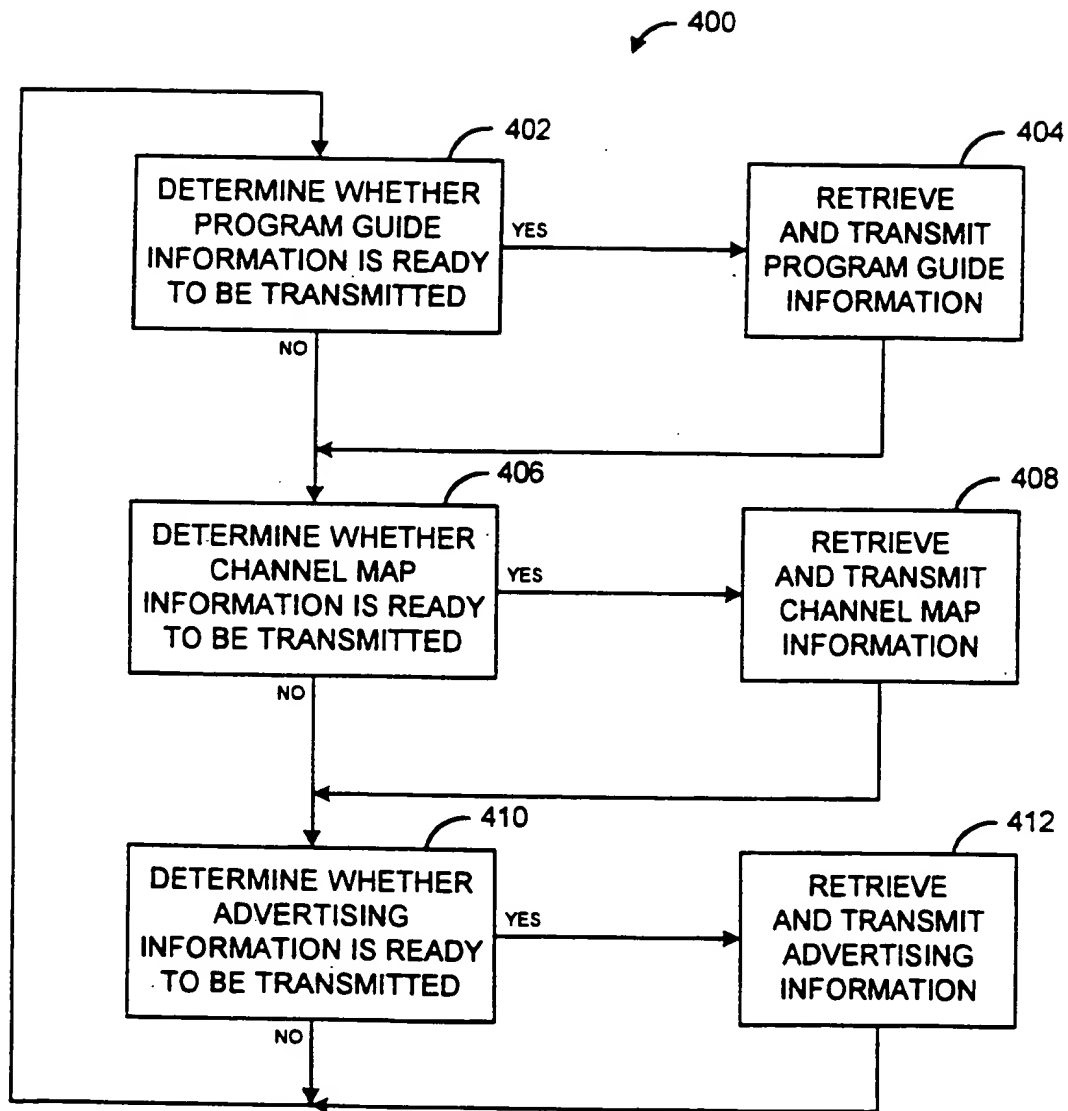 400
402
DETERMINE WHETHER
PROGRAM GUIDE
INFORMATION IS READY
TO BE TRANSMITTED
YES
404
RETRIEVE
AND TRANSMIT
PROGRAM GUIDE
INFORMATION
NO
406
DETERMINE WHETHER
CHANNEL MAP
INFORMATION IS READY
TO BE TRANSMITTED
YES
408
RETRIEVE
AND TRANSMIT
CHANNEL MAP
INFORMATION
NO
410
DETERMINE WHETHER
ADVERTISING
INFORMATION IS READY
TO BE TRANSMITTED
YES
412
RETRIEVE
AND TRANSMIT
ADVERTISING
INFORMATION
NO